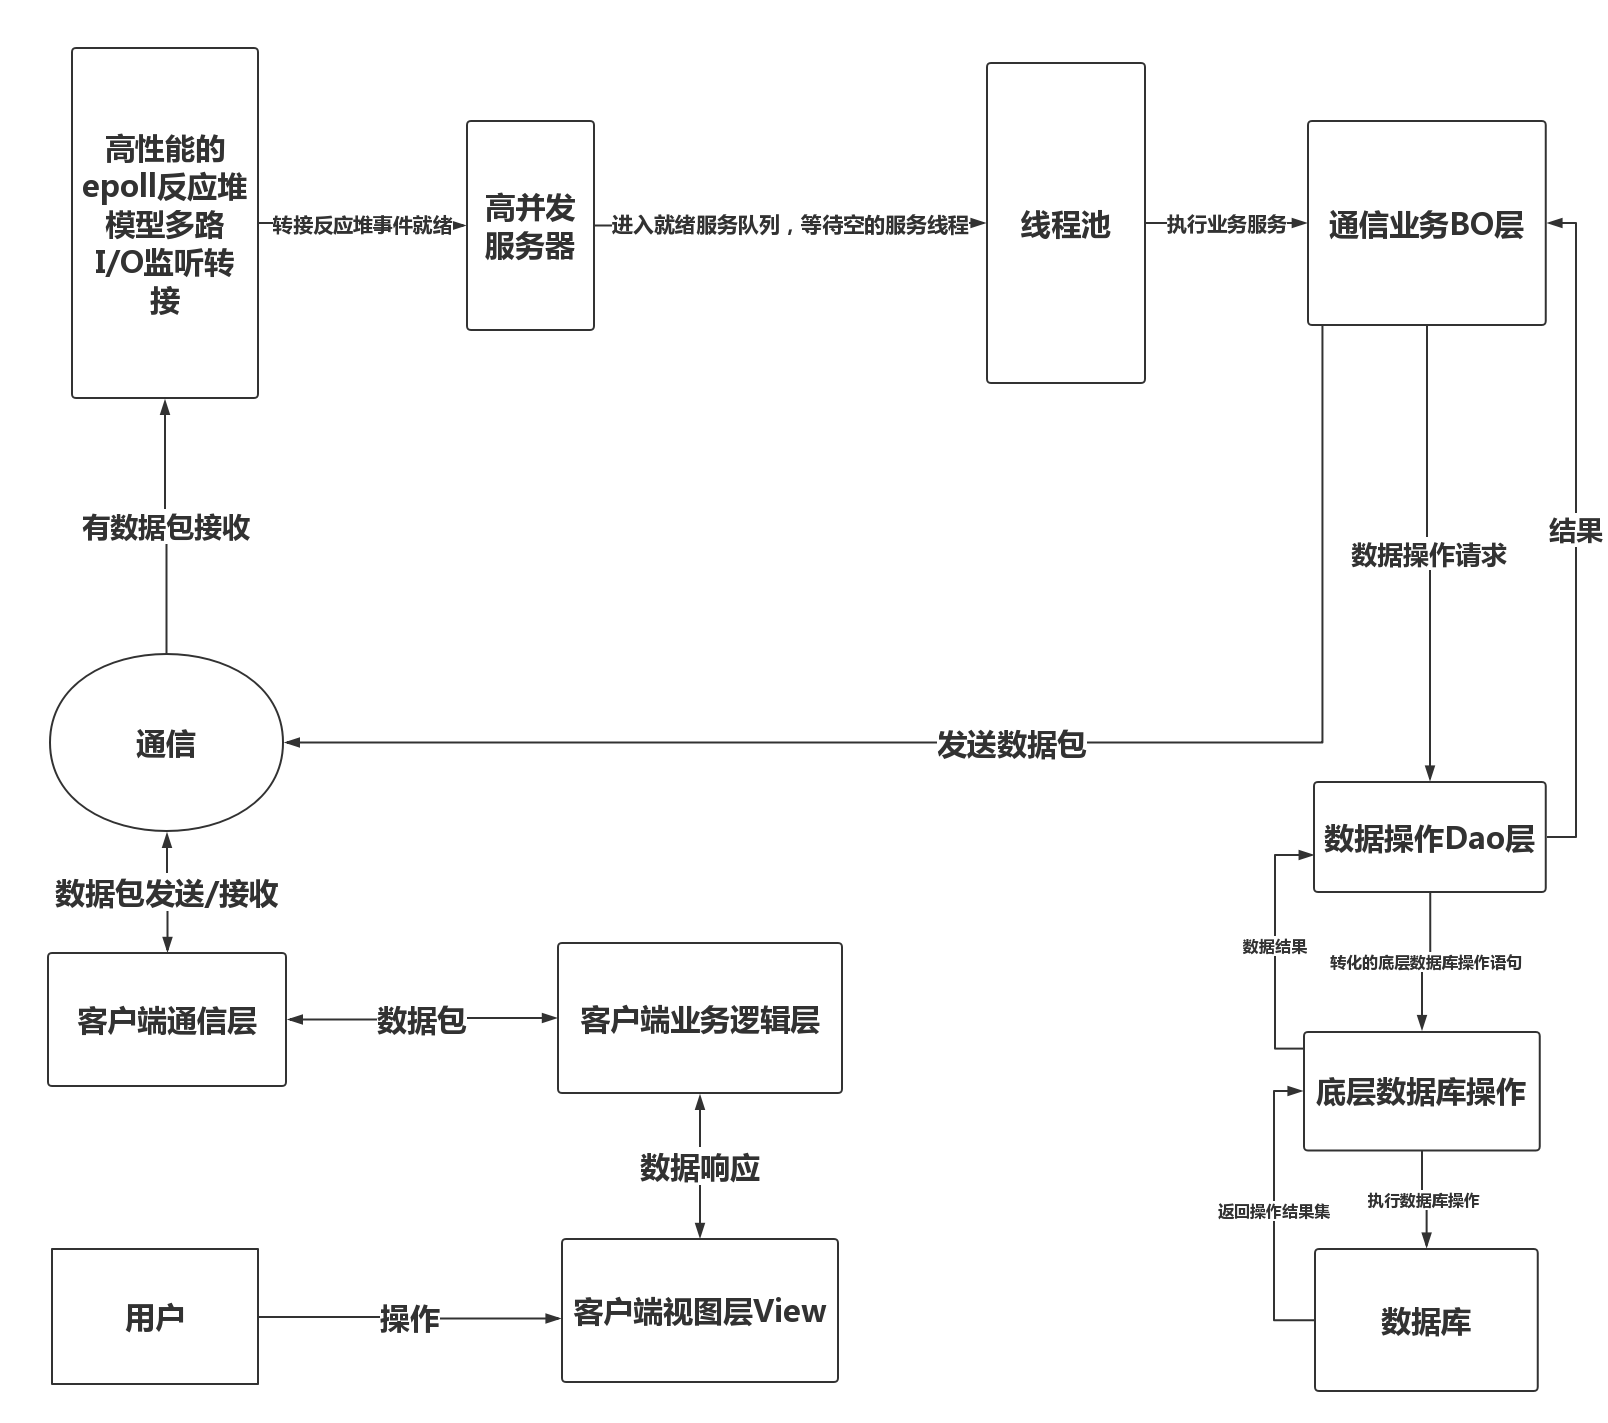 高性能的
epoll反应堆
模型多路
I/O监听转
接
转接反应堆事件就绪
高并发
服务器
进入就绪服务队列，等待空的服务线程
线程池
执行业务服务
通信业务BO层
有数据包接收
数据操作请求
结果
通信
发送数据包
数据操作Dao层
数据包发送/接收
数据结果
转化的底层数据库操作语句
客户端通信层
数据包
客户端业务逻辑层
底层数据库操作
数据响应
返回操作结果集
执行数据库操作
用户
操作
客户端视图层View
数据库